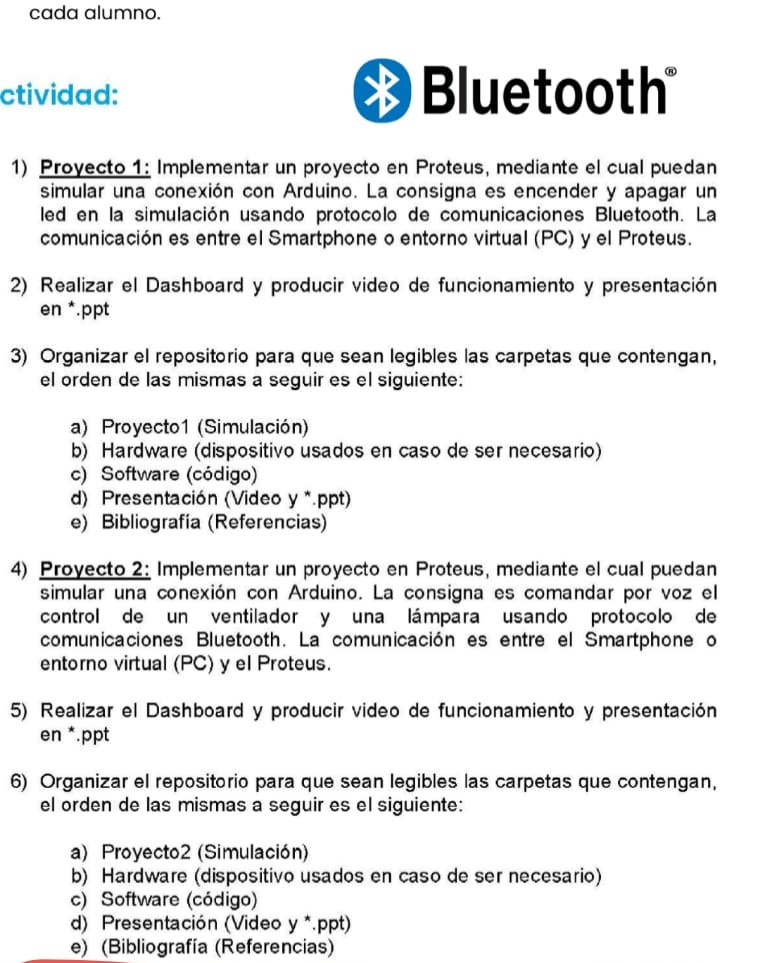 cada alumno.
ctividad:
Bluetooth®
1) Proyecto 1: Implementar un proyecto en Proteus, mediante el cual puedan
simular una conexión con Arduino. La consigna es encender y apagar un
led en la simulación usando protocolo de comunicaciones Bluetooth. La
comunicación es entre el Smartphone o entorno virtual (PC) y el Proteus.
2) Realizar el Dashboard y producir video de funcionamiento y presentación
en *.ppt
3) Organizar el repositorio para que sean legibles las carpetas que contengan,
el orden de las mismas a seguir es el siguiente:
a) Proyecto1 (Simulación)
b) Hardware (dispositivo usados en caso de ser necesario)
c) Software (código)
d) Presentación (Video y *.ppt)
e) Bibliografía (Referencias)
4) Proyecto 2: Implementar un proyecto en Proteus, mediante el cual puedan
simular una conexión con Arduino. La consigna es comandar por voz el
control de un ventilador y una lámpara usando protocolo de
comunicaciones Bluetooth. La comunicación es entre el Smartphone o
entorno virtual (PC) y el Proteus.
5) Realizar el Dashboard y producir video de funcionamiento y presentación
en *.ppt
6) Organizar el repositorio para que sean legibles las carpetas que contengan,
el orden de las mismas a seguir es el siguiente:
a) Proyecto2 (Simulación)
b) Hardware (dispositivo usados en caso de ser necesario)
c) Software (código)
d) Presentación (Video y *.ppt)
e) (Bibliografía (Referencias)